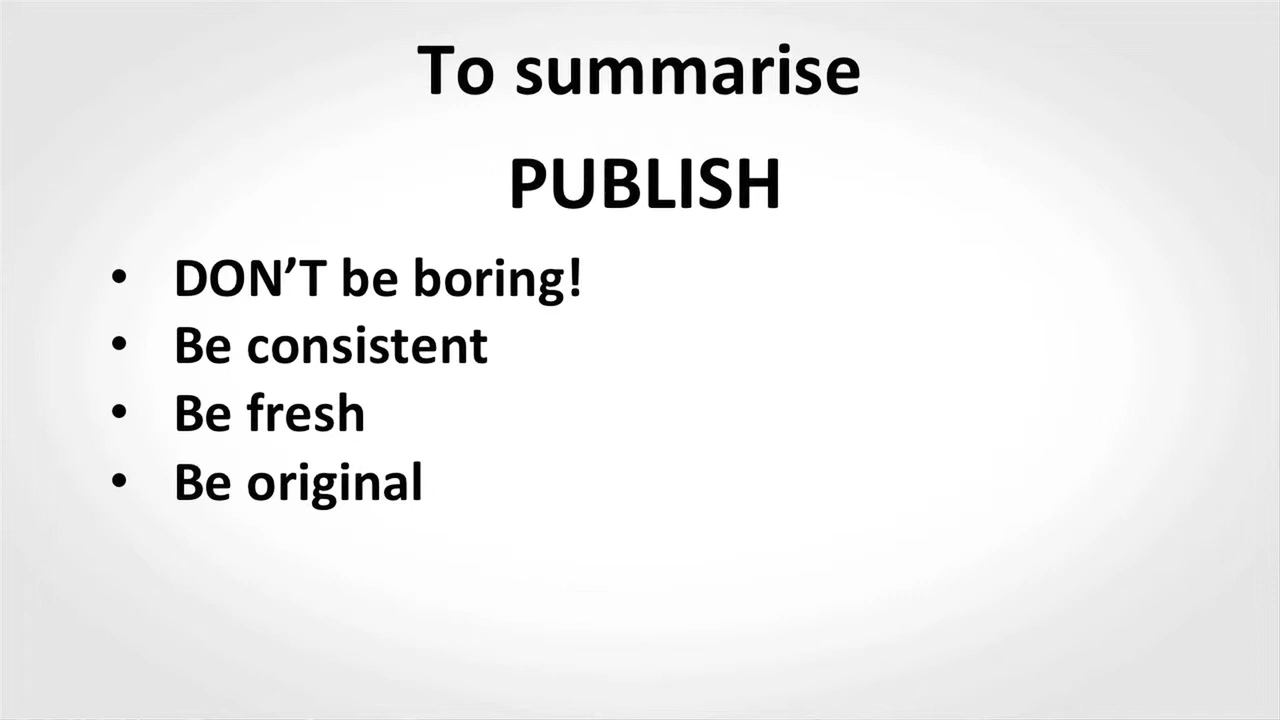 To summarise
PUBLISH
• DON’T be boring!
• Be consistent
• Be fresh
• Be original